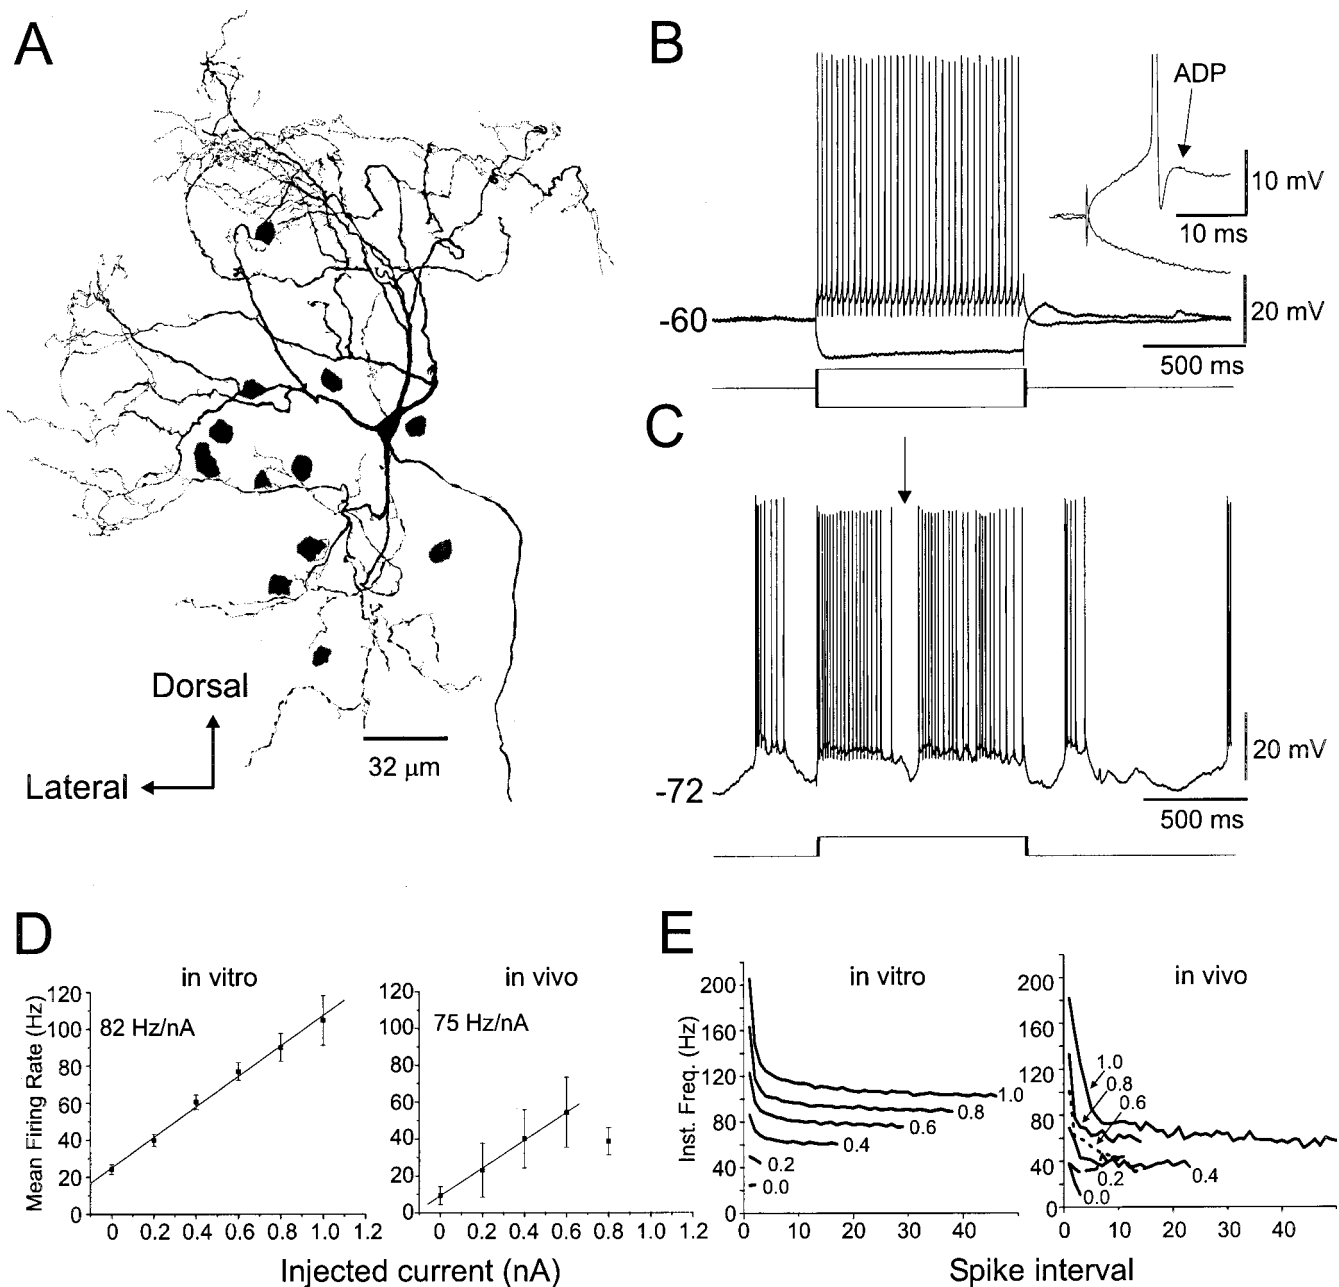 A
Dorsal
Lateral
32 μm
B
ADP
10 mV
10 ms
-60
20 mV
500 ms
C
-72
20 mV
500 ms
D
in vitro
in vivo
82 Hz/nA
75 Hz/nA
Mean Firing Rate (Hz)
120
100
80
60
40
20
0
0.0 0.2 0.4 0.6 0.8 1.0 1.2
120
100
80
60
40
20
0
0.0 0.2 0.4 0.6 0.8 1.0 1.2
Injected current (nA)
E
in vitro
in vivo
Inst. Freq. (Hz)
200
160
120
80
40
0
1.0
0.8
0.6
0.4
0.2
0.0
0 10 20 30 40
200
160
120
80
40
0
1.0
0.8
0.6
0.2
0.4
0.0
0 10 20 30 40 50
Spike interval